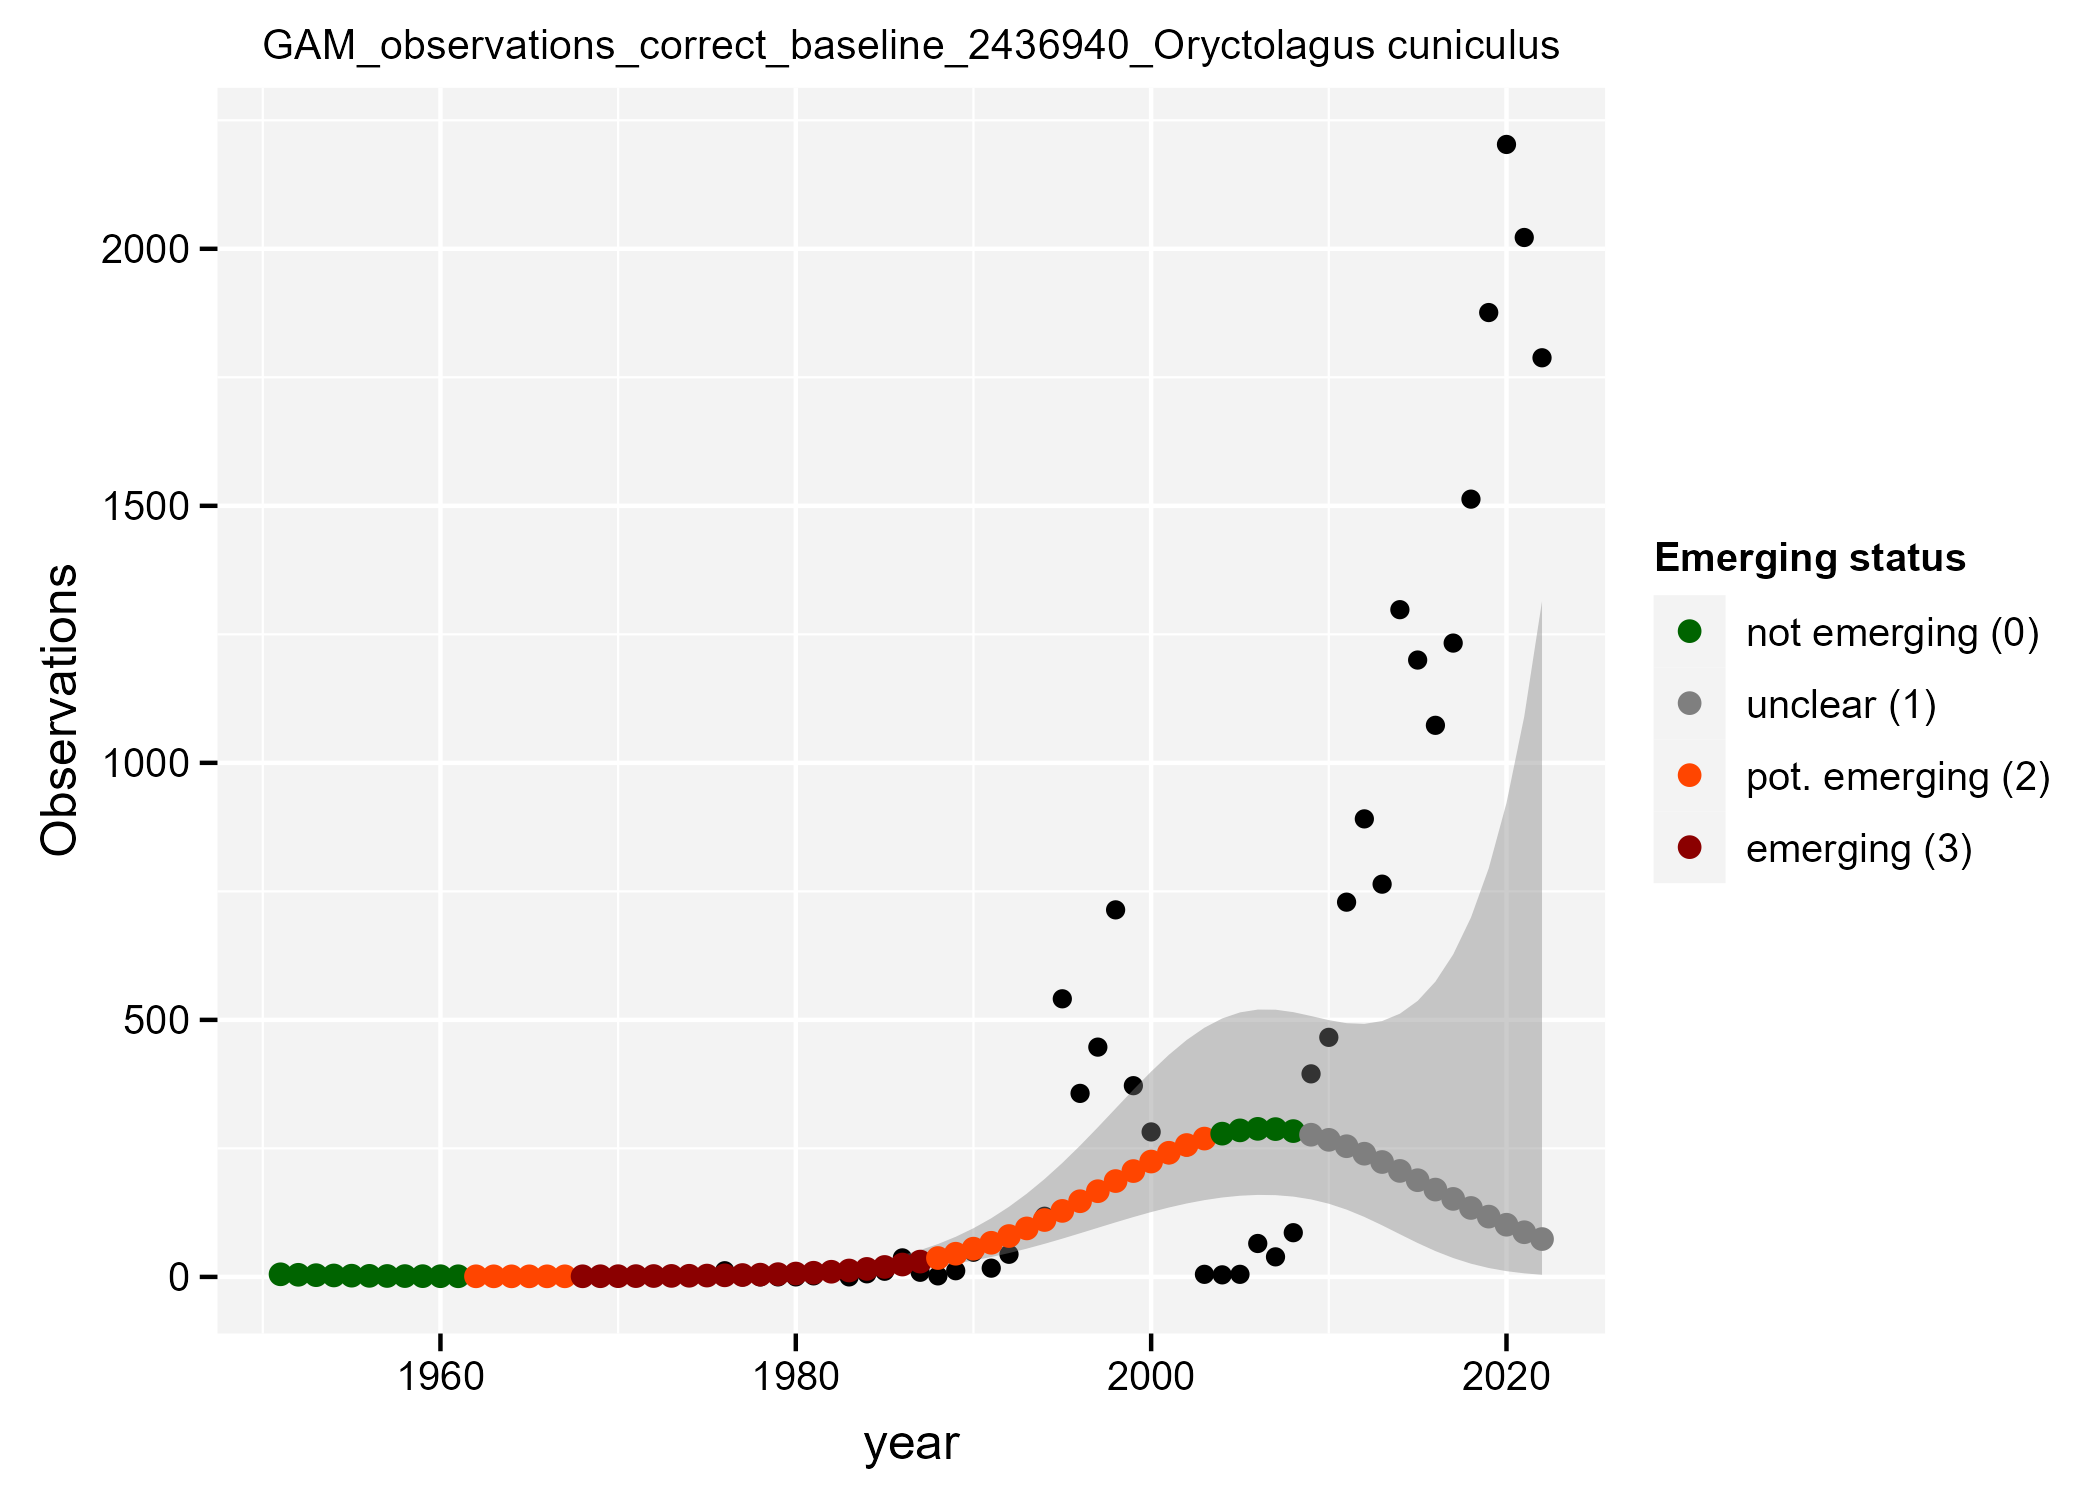 GAM_observations_correct_baseline_2436940_Oryctolagus cuniculus
Observations
2000
1500
1000
500
0
1960
1980
2000
2020
year
Emerging status
not emerging (0)
unclear (1)
pot. emerging (2)
emerging (3)